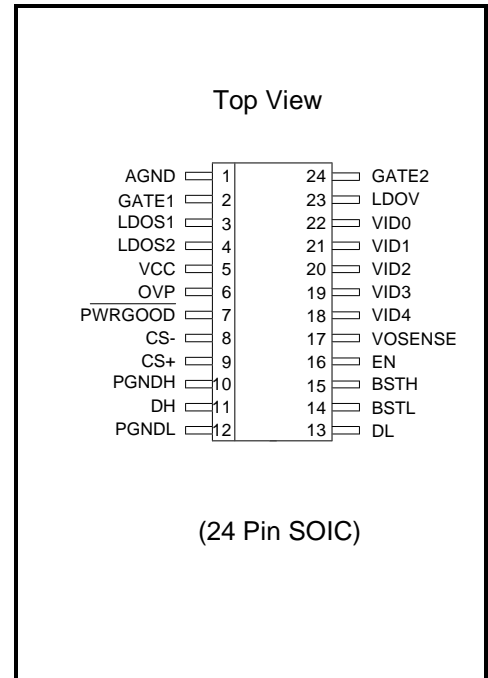 Top View
AGND 1 24 GATE2
GATE1 2 23 LDOV
LDOS1 3 22 VID0
LDOS2 4 21 VID1
VCC 5 20 VID2
OVP 6 19 VID3
PWRGOOD 7 18 VID4
CS- 8 17 VOSENSE
CS+ 9 16 EN
PGNDH 10 15 BSTH
DH 11 14 BSTL
PGNDL 12 13 DL
(24 Pin SOIC)